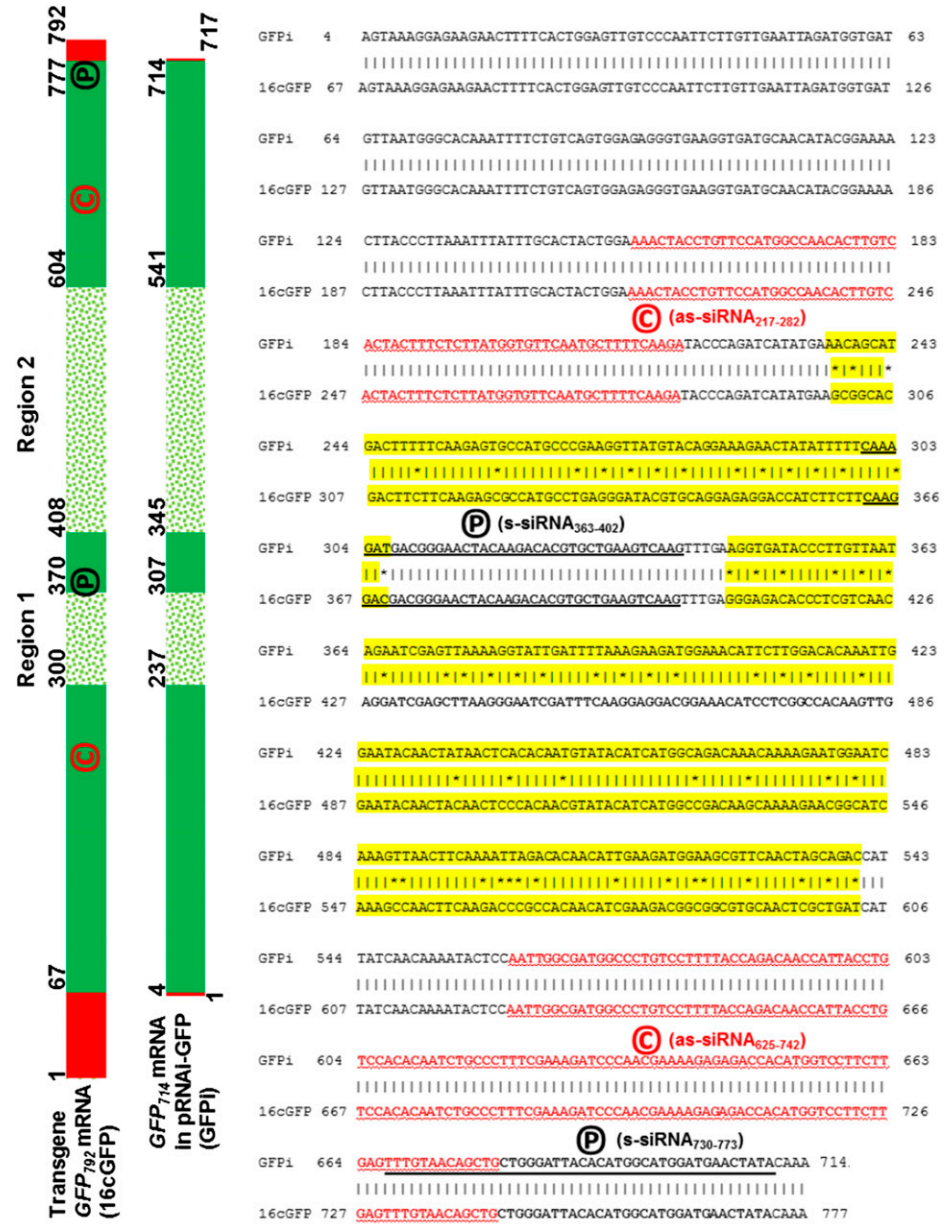 792
777
Ⓟ
Ⓒ
604
Region 2
408
370
Ⓟ
Region 1
300
Ⓒ
67
1
Transgene
GFP792 mRNA
(16cGFP)
717
714
541
345
307
237
4
1
GFP714 mRNA
in pRNAi-GFP
(GFPi)
GFPi 4 AGTAAAGGAGAAGAACTTTTCACTGGAGTTGTCCCAATTCTTGTTGAATTAGATGGTGAT 63
16cGFP 67 AGTAAAGGAGAAGAACTTTTCACTGGAGTTGTCCCAATTCTTGTTGAATTAGATGGTGAT 126
GFPi 64 GTTAATGGGCACAAATTTTCTGTCAGTGGAGAGGGTGAAGGTGATGCAACATACGGAAAA 123
16cGFP 127 GTTAATGGGCACAAATTTTCTGTCAGTGGAGAGGGTGAAGGTGATGCAACATACGGAAAA 186
GFPi 124 CTTACCCTTAAATTTATTTGCACTACTGGAAAACTACCTGTTCCATGGCCAACACTTGTC 183
16cGFP 187 CTTACCCTTAAATTTATTTGCACTACTGGAAAACTACCTGTTCCATGGCCAACACTTGTC 246
Ⓒ (as-siRNA217-282)
GFPi 184 ACTACTTTCTCTTATGGTGTTCAATGCTTTTCAAGATACCCAGATCATATGAAACAGCAT 243
16cGFP 247 ACTACTTTCTCTTATGGTGTTCAATGCTTTTCAAGATACCCAGATCATATGAAGCGGCAC 306
GFPi 244 GACTTTTTCAAGAGTGCCATGCCCGAAGGTTATGTACAGGAAAGAACTATATTTTTCAAA 303
16cGFP 307 GACTTCTTCAAGAGCGCCATGCCTGAGGGATACGTGCAGGAGAGGACCATCTTCTTCAAG 366
Ⓟ (s-siRNA363-402)
GFPi 304 GATGACGGGAACTACAAGACACGTGCTGAAGTCAAGTTTGAAGGTGATACCCTTGTTAAT 363
16cGFP 367 GACGACGGGAACTACAAGACACGTGCTGAAGTCAAGTTTGAGGGAGACACCCTCGTCAAC 426
GFPi 364 AGAATCGAGTTAAAAGGTATTGATTTTAAAGAAGATGGAAACATTCTTGGACACAAATTG 423
16cGFP 427 AGGATCGAGCTTAAGGGAATCGATTTCAAGGAGGACGGAAACATCCTCGGCCACAAGTTG 486
GFPi 424 GAATACAACTATAACTCACACAATGTATACATCATGGCAGACAAACAAAAGAATGGAATC 483
16cGFP 487 GAATACAACTACAACTCCCACAACGTATACATCATGGCCGACAAGCAAAAGAACGGCATC 546
GFPi 484 AAAGTTAACTTCAAAATTAGACACAACATTGAAGATGGAAGCGTTCAACTAGCAGACCAT 543
16cGFP 547 AAAGCCAACTTCAAGACCCGCCACAACATCGAAGACGGCGGCGTGCAACTCGCTGATCAT 606
GFPi 544 TATCAACAAAATACTCCAATTGGCGATGGCCCTGTCCTTTTACCAGACAACCATTACCTG 603
16cGFP 607 TATCAACAAAATACTCCAATTGGCGATGGCCCTGTCCTTTTACCAGACAACCATTACCTG 666
Ⓒ (as-siRNA625-742)
GFPi 604 TCCACACAATCTGCCCTTTCGAAAGATCCCAACGAAAAGAGAGACCACATGGTCCTTCTT 663
16cGFP 667 TCCACACAATCTGCCCTTTCGAAAGATCCCAACGAAAAGAGAGACCACATGGTCCTTCTT 726
Ⓟ (s-siRNA730-773)
GFPi 664 GAGTTTGTAACAGCTGCTGGGATTACACATGGCATGGATGAACTATACAAA 714.
16cGFP 727 GAGTTTGTAACAGCTGCTGGGATTACACATGGCATGGATGAACTATACAAA 777